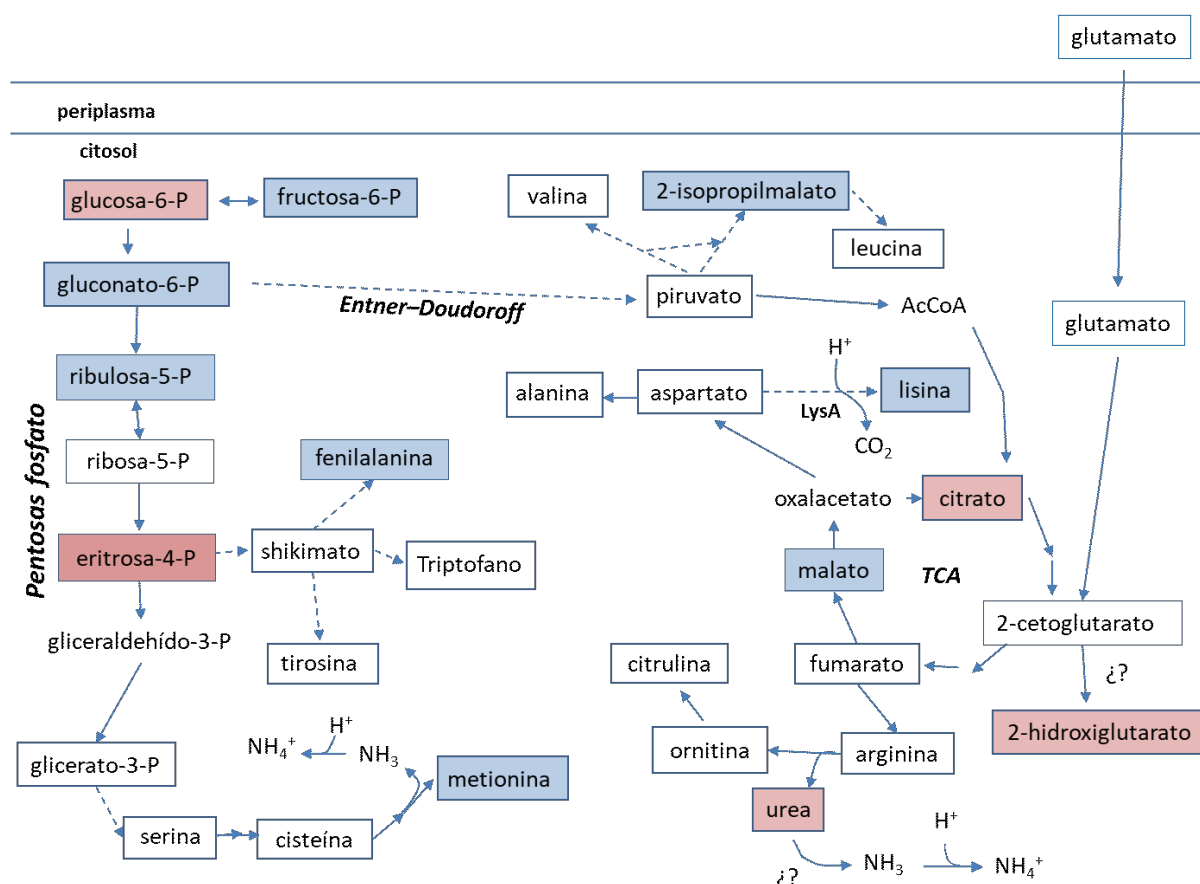 glutamato
periplasma
citosol
glucosa-6-P
fructosa-6-P
valina
2-isopropilmalato
leucina
gluconato-6-P
Entner–Doudoroff
piruvato
AcCoA
glutamato
ribulosa-5-P
alanina
aspartato
H+
LysA
CO2
lisina
Pentosas fosfato
ribosa-5-P
fenilalanina
oxalacetato
citrato
eritrosa-4-P
shikimato
Triptofano
malato
TCA
gliceraldehído-3-P
tirosina
citrulina
fumarato
2-cetoglutarato
¿?
2-hidroxiglutarato
glicerato-3-P
NH4+
H+
NH3
metionina
ornitina
arginina
urea
serina
cisteína
¿?
NH3
H+
NH4+